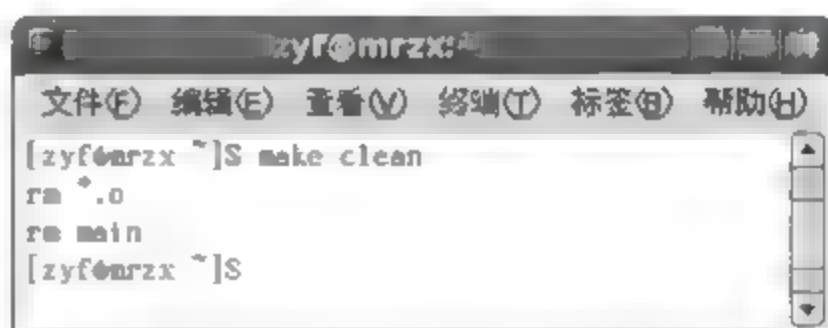 zyf@mrzx:~
文件(F) 编辑(E) 查看(V) 终端(T) 标签(B) 帮助(H)
[zyf@mrzx ~]$ make clean
rm *.o
rm main
[zyf@mrzx ~]$